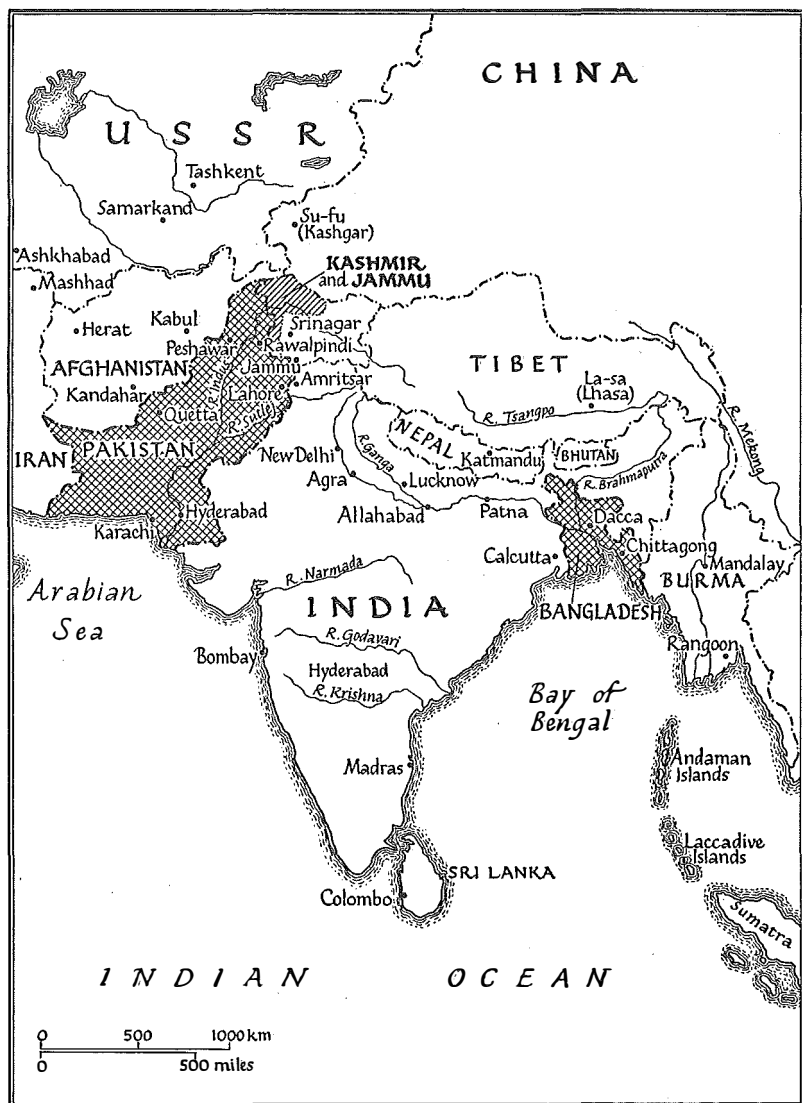 CHINA
USSR
Tashkent
Samarkand
Su-fu
(Kashgar)
Ashkhabad
Mashhad
KASHMIR
and JAMMU
Herat
Kabul
Srinagar
Peshawar
Rawalpindi
AFGHANISTAN
R. Indus
Jammu
TIBET
Kandahar
Lahore
Amritsar
La-sa
(Lhasa)
Quetta
R. Sutlej
R. Tsangpo
R. Mekong
IRAN
PAKISTAN
New Delhi
R. Ganga
NEPAL
Katmandu
BHUTAN
Agra
Lucknow
R. Brahmaputra
Hyderabad
Allahabad
Patna
Dacca
Karachi
Calcutta
Chittagong
Mandalay
R. Narmada
BURMA
Arabian
Sea
INDIA
BANGLADESH
R. Godavari
Rangoon
Bombay
Hyderabad
R. Krishna
Bay of
Bengal
Madras
Andaman
Islands
Laccadive
Islands
SRI LANKA
Colombo
Sumatra
INDIAN OCEAN
0 500 1000 km
0 500 miles